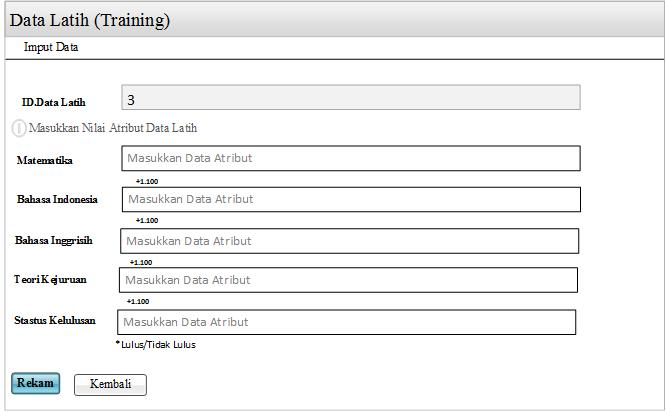 Data Latih (Training)
Imput Data
ID.Data Latih 3
Masukkan Nilai Atribut Data Latih
Matematika Masukkan Data Atribut
+1.100
Bahasa Indonesia Masukkan Data Atribut
+1.100
Bahasa Inggrisih Masukkan Data Atribut
+1.100
Teori Kejuruan Masukkan Data Atribut
+1.100
Stastus Kelulusan Masukkan Data Atribut
*Lulus/Tidak Lulus
Rekam Kembali